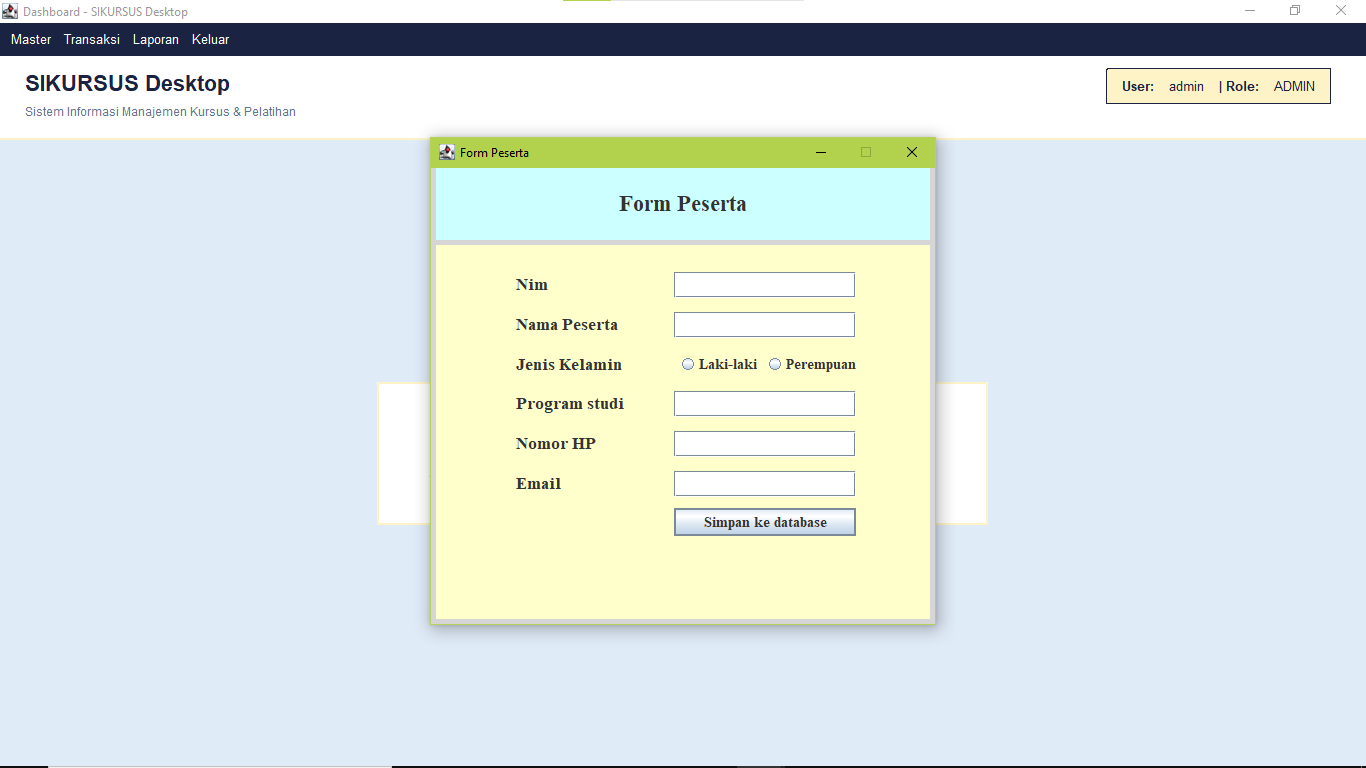 Dashboard - SIKURSUS Desktop
Master Transaksi Laporan Keluar
SIKURSUS Desktop
Sistem Informasi Manajemen Kursus & Pelatihan
User: admin | Role: ADMIN
Form Peserta
Form Peserta
Nim
Nama Peserta
Jenis Kelamin Laki-laki Perempuan
Program studi
Nomor HP
Email
Simpan ke database